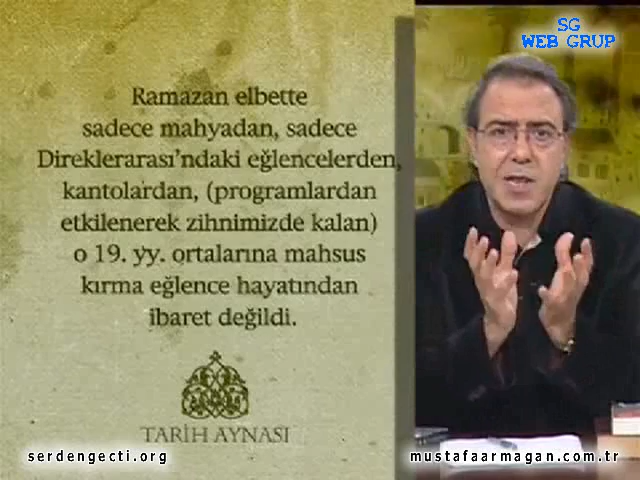 SG
WEB GRUP
Ramazan elbette
sadece mahyadan, sadece
Direklerarası'ndaki eğlencelerden,
kantolardan, (programlardan
etkilenerek zihnimizde kalan)
o 19. yy. ortalarına mahsus
kırma eğlence hayatından
ibaret değildi.
TARİH AYNASI
serdengecti.org
mustafaarmagan.com.tr